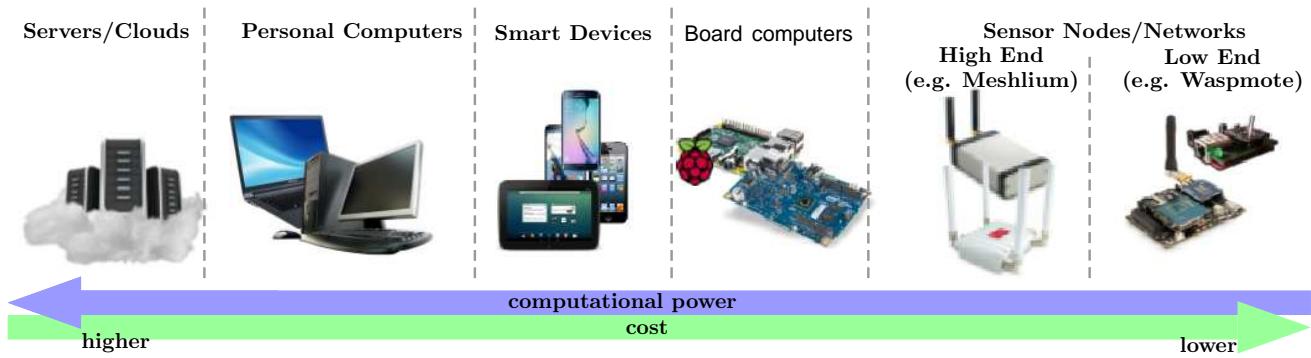 Servers/Clouds
Personal Computers
Smart Devices
Board computers
Sensor Nodes/Networks
High End
(e.g. Meshlium)
Low End
(e.g. Waspmote)
computational power
cost
higher
lower